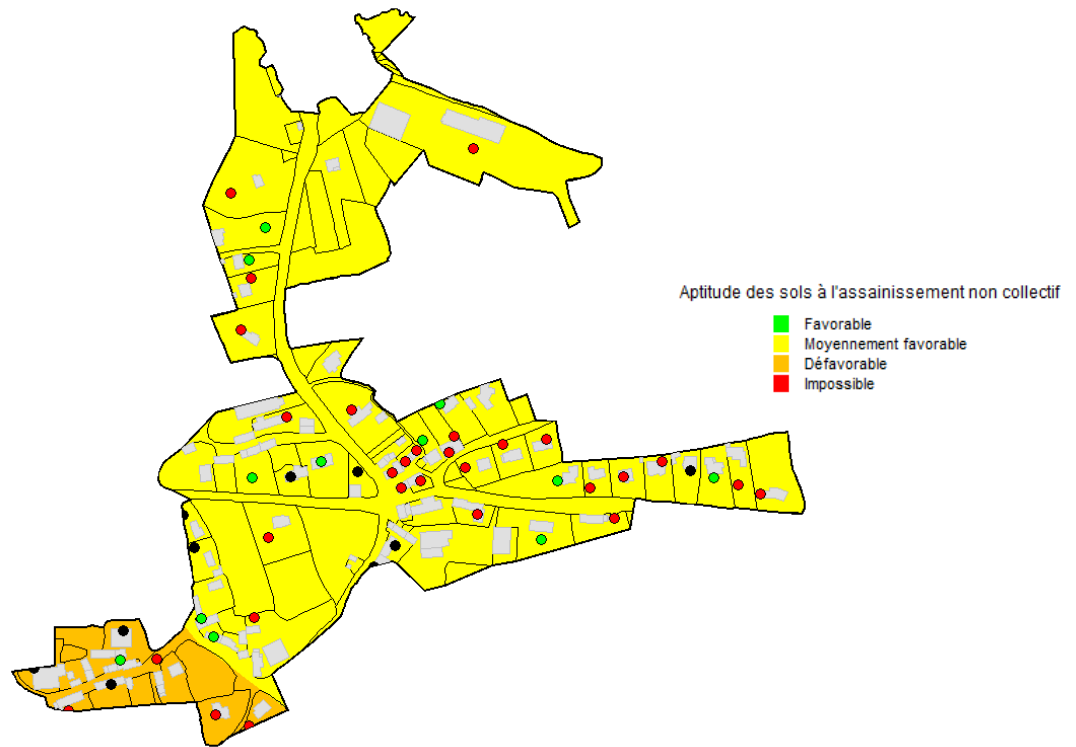 Aptitude des sols à l'assainissement non collectif
Favorable
Moyennement favorable
Défavorable
Impossible